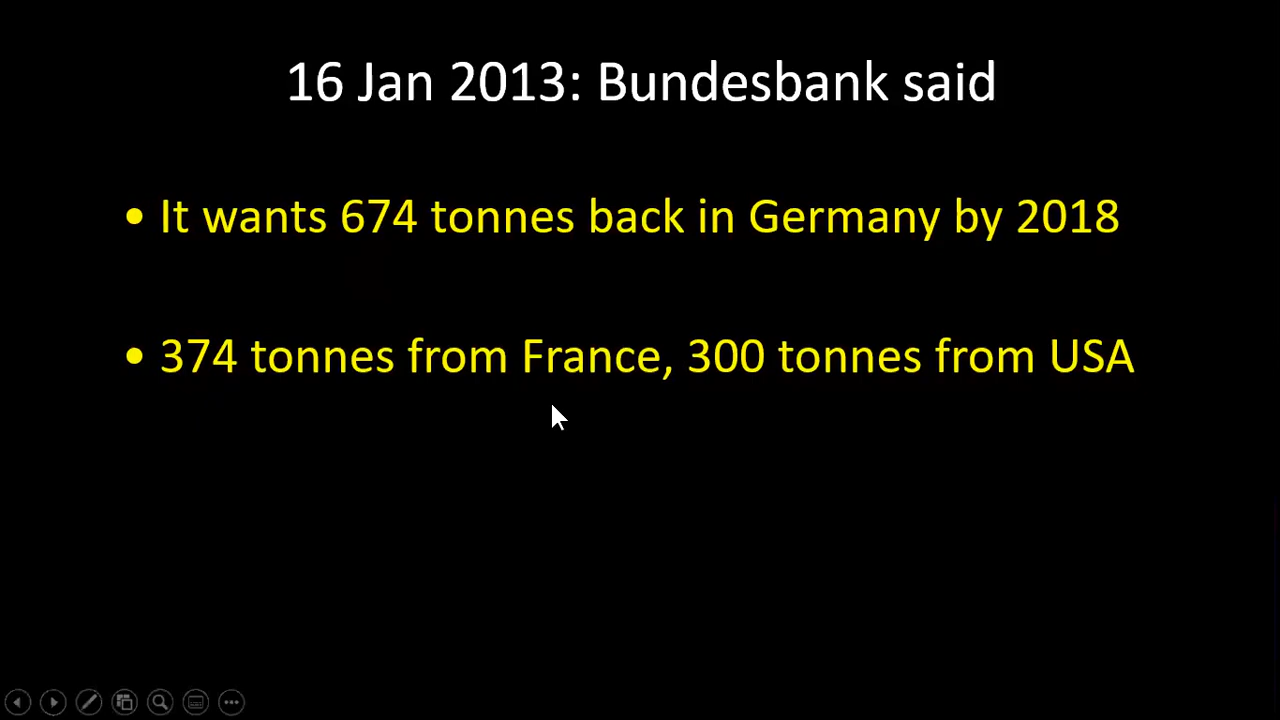 16 Jan 2013: Bundesbank said
• It wants 674 tonnes back in Germany by 2018
• 374 tonnes from France, 300 tonnes from USA